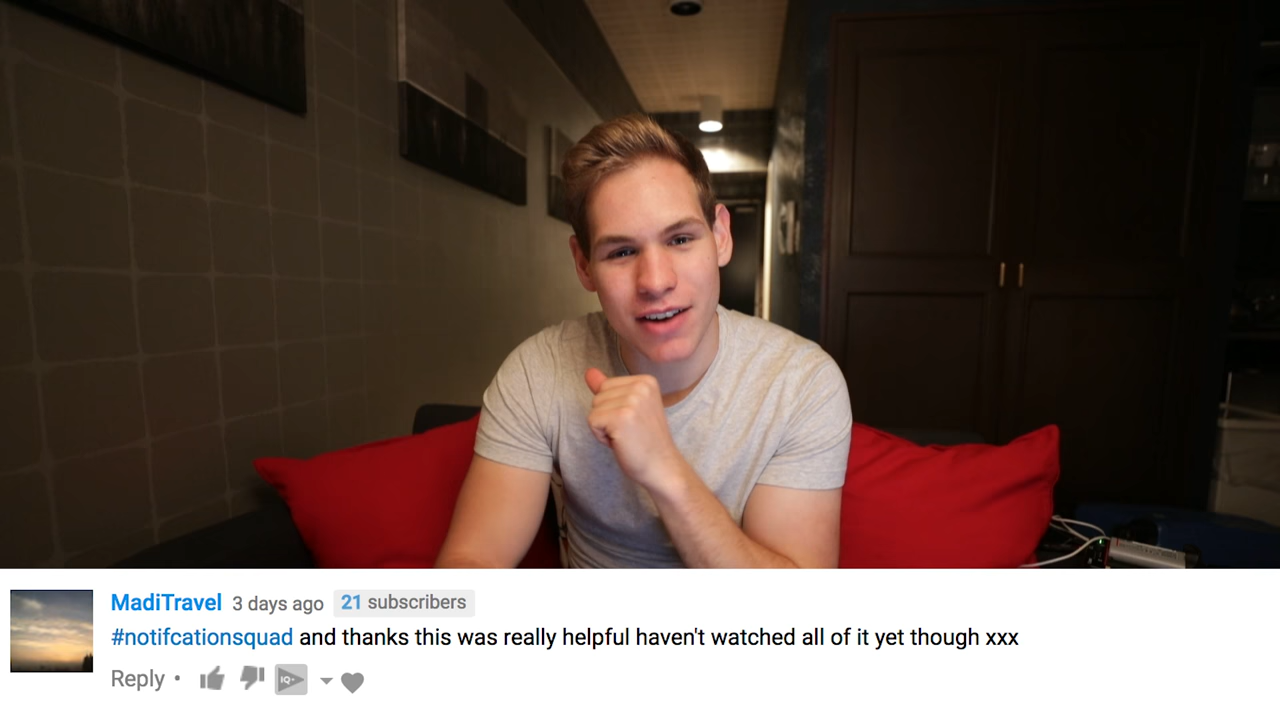 MadiTravel 3 days ago 21 subscribers
#notifcationsquad and thanks this was really helpful haven't watched all of it yet though xxx
Reply •
IQ+